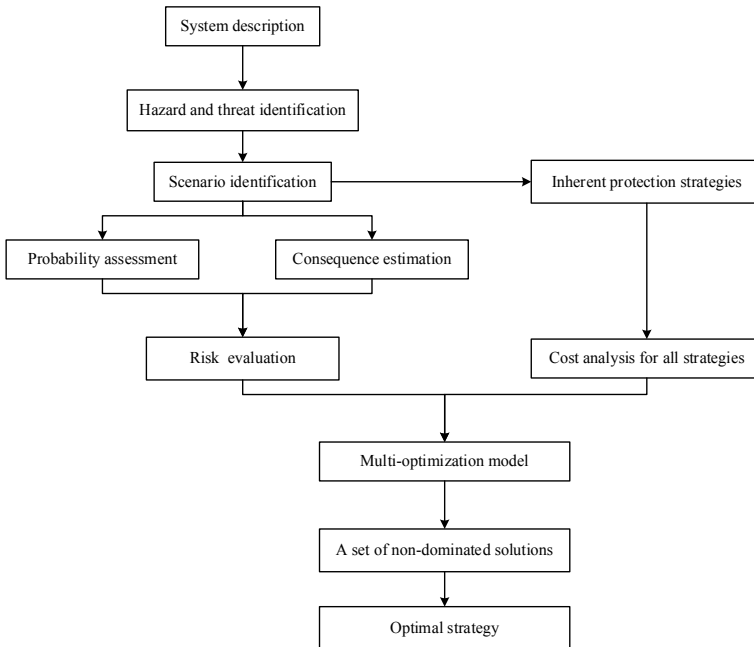 System description
Hazard and threat identification
Scenario identification
Inherent protection strategies
Probability assessment
Consequence estimation
Risk evaluation
Cost analysis for all strategies
Multi-optimization model
A set of non-dominated solutions
Optimal strategy